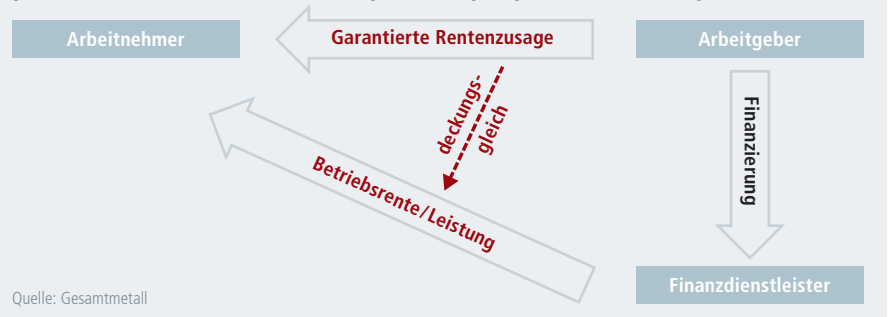 Arbeitnehmer
Garantierte Rentenzusage
Arbeitgeber
deckungs-
gleich
Finanzierung
Betriebsrente/Leistung
Finanzdienstleister
Quelle: Gesamtmetall